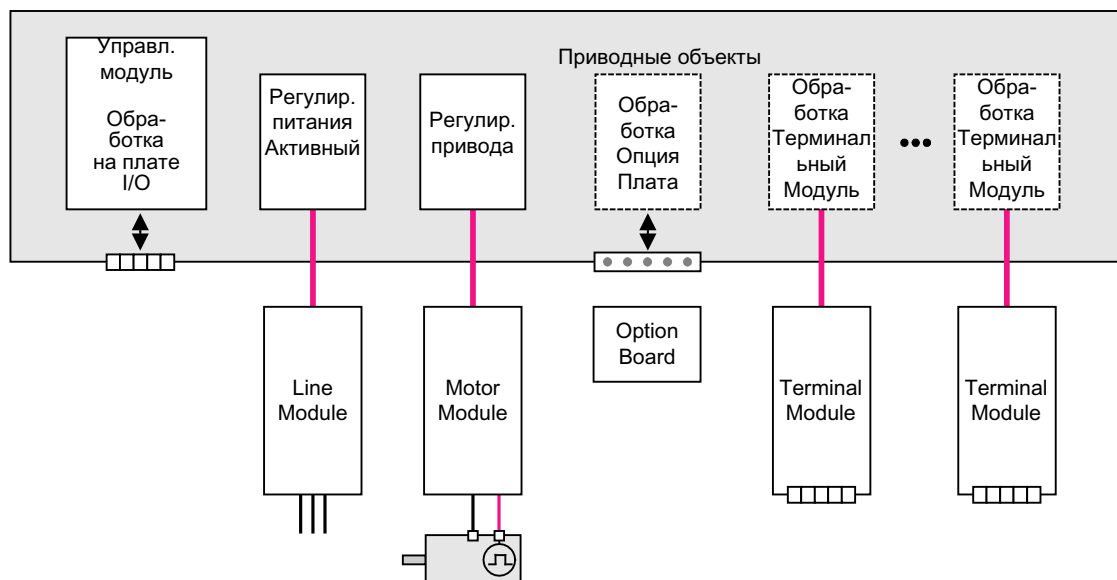 Управл.
модуль
Обра-
ботка
на плате
I/O
Регулир.
питания
Активный
Регулир.
привода
Приводные объекты
Обра-
ботка
Опция
Плата
Обра-
ботка
Терминал
ьный
Модуль
Обра-
ботка
Терминал
ьный
Модуль
Line
Module
Motor
Module
Option
Board
Terminal
Module
Terminal
Module